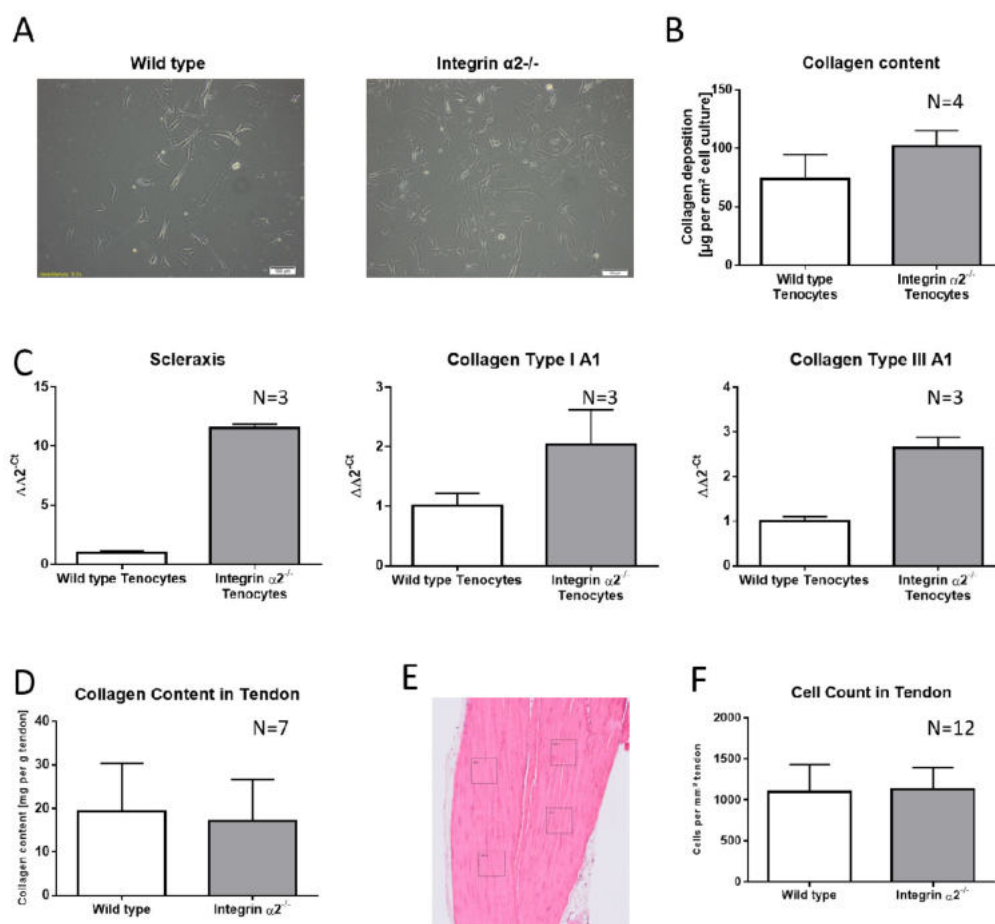 A
Wild type
Integrin α2-/-
B
Collagen content
N=4
Collagen deposition
[µg per cm² cell culture]
150
100
50
0
Wild type
Tenocytes
Integrin α2-/-
Tenocytes
C
Scleraxis
N=3
ΔΔ2-Ct
15
10
5
0
Wild type Tenocytes
Integrin α2-/-
Tenocytes
Collagen Type I A1
N=3
ΔΔ2-Ct
3
2
1
0
Wild type Tenocytes
Integrin α2-/-
Tenocytes
Collagen Type III A1
N=3
ΔΔ2-Ct
4
3
2
1
0
Wild type Tenocytes
Integrin α2-/-
Tenocytes
D
Collagen Content in Tendon
N=7
Collagen content [mg per g tendon]
40
30
20
10
0
Wild type
Integrin α2-/-
E
F
Cell Count in Tendon
N=12
Cells per mm² tendon
2000
1500
1000
500
0
Wild type
Integrin α2-/-